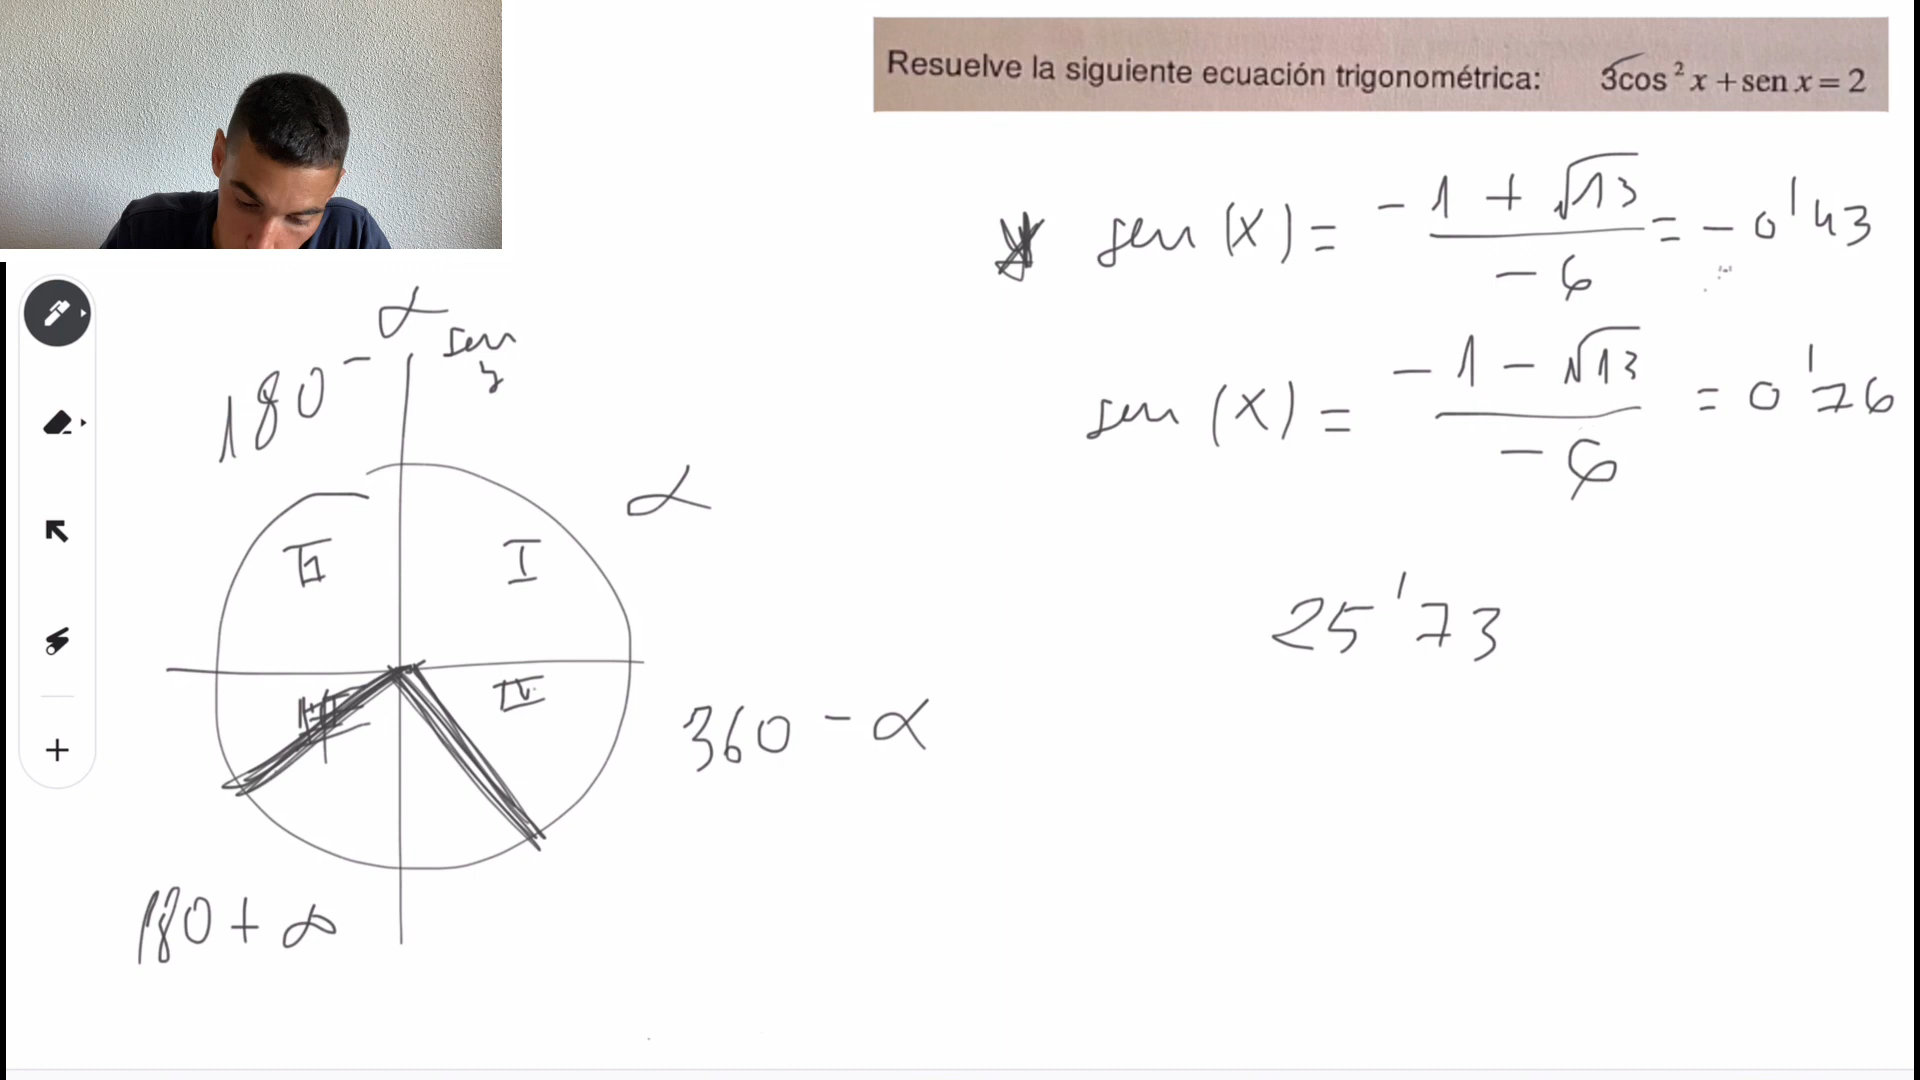 Resuelve la siguiente ecuación trigonométrica: 3cos²x + sen x = 2
sen (x) = (-1 + √13) / -6 = -0'43
sen (x) = (-1 - √13) / -6 = 0'76
25'73
180 - α
sen
y
α
II
I
III
IV
360 - α
180 + α